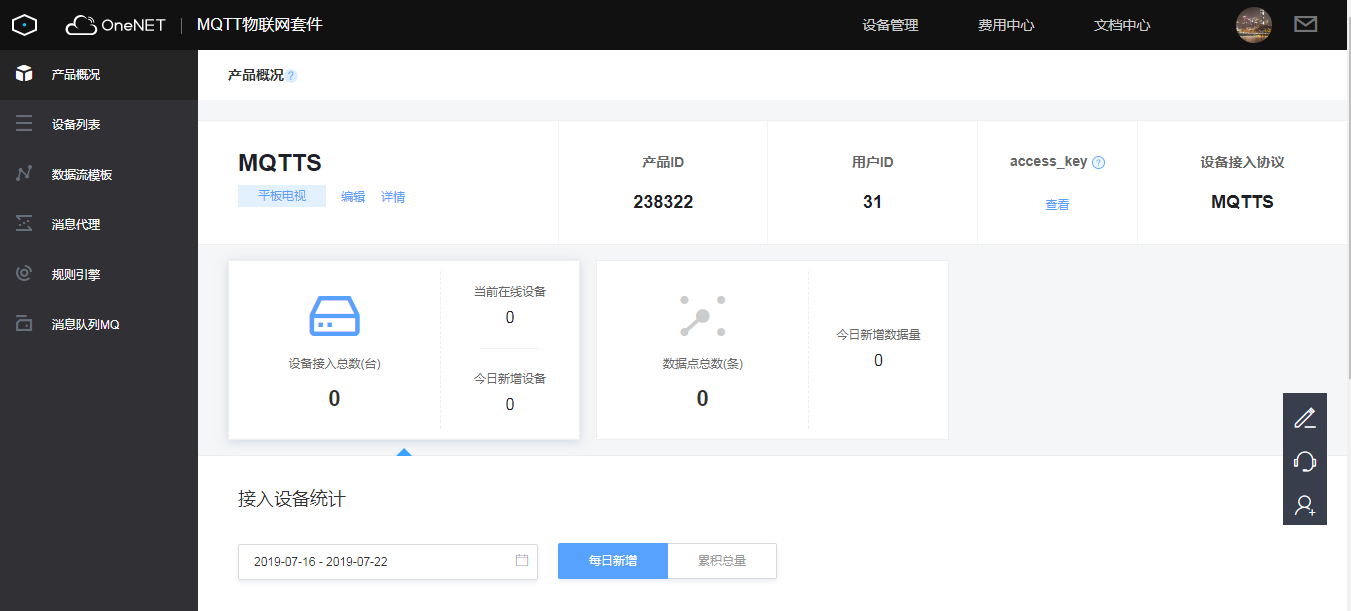 OneNET | MQTT物联网套件 设备管理 费用中心 文档中心
产品概况
设备列表
数据流模板
消息代理
规则引擎
消息队列MQ
产品概况 ?
MQTTS
平板电视 编辑 详情
产品ID
238322
用户ID
31
access_key ?
查看
设备接入协议
MQTTS
设备接入总数(台)
0
当前在线设备
0
今日新增设备
0
数据点总数(条)
0
今日新增数据量
0
接入设备统计
2019-07-16 - 2019-07-22 每日新增 累积总量